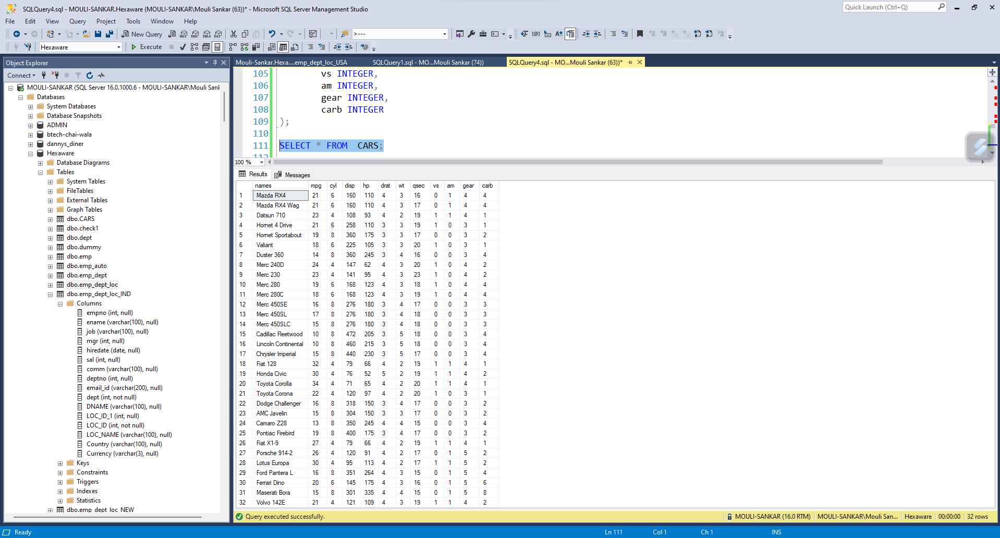 SQLQuery4.sql - MOULI-SANKAR.Hexaware (MOULI-SANKAR\Mouli Sankar (63))* - Microsoft SQL Server Management Studio
Quick Launch (Ctrl+Q)
File Edit View Query Project Tools Window Help
New Query MDX DMX XMLA DAX >---
Hexaware Execute
Object Explorer
Connect
MOULI-SANKAR (SQL Server 16.0.1000.6 - MOULI-SANKAR\Mouli Sank
Databases
System Databases
Database Snapshots
ADMIN
btech-chai-wala
dannys_diner
Hexaware
Database Diagrams
Tables
System Tables
FileTables
External Tables
Graph Tables
dbo.CARS
dbo.check1
dbo.dept
dbo.dummy
dbo.emp
dbo.emp_auto
dbo.emp_dept
dbo.emp_dept_loc
dbo.emp_dept_loc_IND
Columns
empno (int, null)
ename (varchar(100), null)
job (varchar(100), null)
mgr (int, null)
hiredate (date, null)
sal (int, null)
comm (varchar(100), null)
deptno (int, null)
email_id (varchar(200), null)
dept (int, not null)
DNAME (varchar(100), null)
LOC_ID_1 (int, null)
LOC_ID (int, not null)
LOC_NAME (varchar(100), null)
Country (varchar(100), null)
Currency (varchar(3), null)
Keys
Constraints
Triggers
Indexes
Statistics
dbo.emp_dept_loc_NEW
Mouli-Sankar.Hexa....emp_dept_loc_USA SQLQuery1.sql - MO...Mouli Sankar (74)) SQLQuery4.sql - MO...Mouli Sankar (63))*
105 vs INTEGER,
106 am INTEGER,
107 gear INTEGER,
108 carb INTEGER
109 );
110
111 SELECT * FROM  CARS;
112
100 %
Results Messages
names mpg cyl disp hp drat wt qsec vs am gear carb
1 Mazda RX4 21 6 160 110 4 3 16 0 1 4 4
2 Mazda RX4 Wag 21 6 160 110 4 3 17 0 1 4 4
3 Datsun 710 23 4 108 93 4 2 19 1 1 4 1
4 Hornet 4 Drive 21 6 258 110 3 3 19 1 0 3 1
5 Hornet Sportabout 19 8 360 175 3 3 17 0 0 3 2
6 Valiant 18 6 225 105 3 3 20 1 0 3 1
7 Duster 360 14 8 360 245 3 4 16 0 0 3 4
8 Merc 240D 24 4 147 62 4 3 20 1 0 4 2
9 Merc 230 23 4 141 95 4 3 23 1 0 4 2
10 Merc 280 19 6 168 123 4 3 18 1 0 4 4
11 Merc 280C 18 6 168 123 4 3 19 1 0 4 4
12 Merc 450SE 16 8 276 180 3 4 17 0 0 3 3
13 Merc 450SL 17 8 276 180 3 4 18 0 0 3 3
14 Merc 450SLC 15 8 276 180 3 4 18 0 0 3 3
15 Cadillac Fleetwood 10 8 472 205 3 5 18 0 0 3 4
16 Lincoln Continental 10 8 460 215 3 5 18 0 0 3 4
17 Chrysler Imperial 15 8 440 230 3 5 17 0 0 3 4
18 Fiat 128 32 4 79 66 4 2 19 1 1 4 1
19 Honda Civic 30 4 76 52 5 2 19 1 1 4 2
20 Toyota Corolla 34 4 71 65 4 2 20 1 1 4 1
21 Toyota Corona 22 4 120 97 4 2 20 1 0 3 1
22 Dodge Challenger 16 8 318 150 3 4 17 0 0 3 2
23 AMC Javelin 15 8 304 150 3 3 17 0 0 3 2
24 Camaro Z28 13 8 350 245 4 4 15 0 0 3 4
25 Pontiac Firebird 19 8 400 175 3 4 17 0 0 3 2
26 Fiat X1-9 27 4 79 66 4 2 19 1 1 4 1
27 Porsche 914-2 26 4 120 91 4 2 17 0 1 5 2
28 Lotus Europa 30 4 95 113 4 2 17 1 1 5 2
29 Ford Pantera L 16 8 351 264 4 3 15 0 1 5 4
30 Ferrari Dino 20 6 145 175 4 3 16 0 1 5 6
31 Maserati Bora 15 8 301 335 4 4 15 0 1 5 8
32 Volvo 142E 21 4 121 109 4 3 19 1 1 4 2
Query executed successfully. MOULI-SANKAR (16.0 RTM) MOULI-SANKAR\Mouli San... Hexaware 00:00:00 32 rows
Ready Ln 111 Col 1 Ch 1 INS